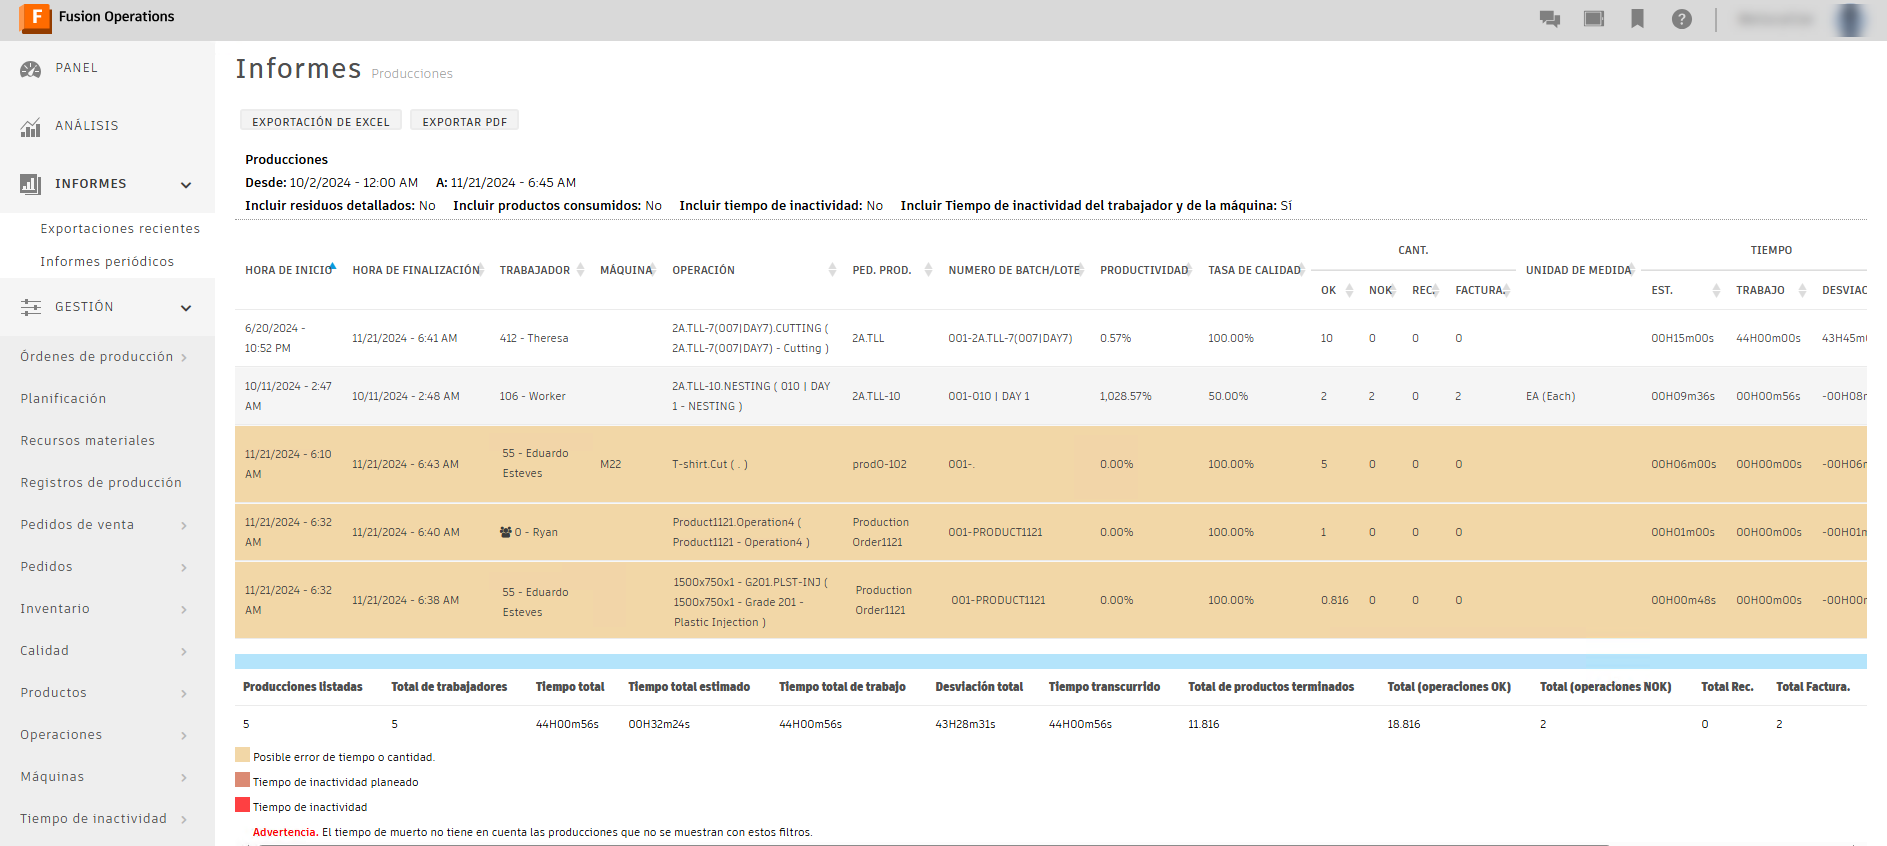 Fusion Operations
PANEL
ANÁLISIS
INFORMES
Exportaciones recientes
Informes periódicos
GESTIÓN
Órdenes de producción
Planificación
Recursos materiales
Registros de producción
Pedidos de venta
Pedidos
Inventario
Calidad
Productos
Operaciones
Máquinas
Tiempo de inactividad
Informes Producciones
EXPORTACIÓN DE EXCEL EXPORTAR PDF
Producciones
Desde: 10/2/2024 - 12:00 AM A: 11/21/2024 - 6:45 AM
Incluir residuos detallados: No Incluir productos consumidos: No Incluir tiempo de inactividad: No Incluir Tiempo de inactividad del trabajador y de la máquina: Sí
CANT. TIEMPO
HORA DE INICIO HORA DE FINALIZACIÓN TRABAJADOR MÁQUINA OPERACIÓN PED. PROD. NUMERO DE BATCH/LOTE PRODUCTIVIDAD TASA DE CALIDAD UNIDAD DE MEDIDA
OK NOK REC. FACTURA. EST. TRABAJO DESVIAC
6/20/2024 - 2A.TLL-7(007|DAY7).CUTTING (
11/21/2024 - 6:41 AM 412 - Theresa 2A.TLL 001-2A.TLL-7(007|DAY7) 0.57% 100.00% 10 0 0 0 00H15m00s 44H00m00s 43H45m
10:52 PM 2A.TLL-7(007|DAY7) - Cutting )
10/11/2024 - 2:47 2A.TLL-10.NESTING ( 010 | DAY
10/11/2024 - 2:48 AM 106 - Worker 2A.TLL-10 001-010 | DAY 1 1,028.57% 50.00% 2 2 0 2 EA (Each) 00H09m36s 00H00m56s -00H08m
AM 1 - NESTING )
11/21/2024 - 6:10 55 - Eduardo
11/21/2024 - 6:43 AM M22 T-shirt.Cut ( . ) prodO-102 001-. 0.00% 100.00% 5 0 0 0 00H06m00s 00H00m00s -00H06m
AM Esteves
11/21/2024 - 6:32 Product1121.Operation4 ( Production
11/21/2024 - 6:40 AM 0 - Ryan 001-PRODUCT1121 0.00% 100.00% 1 0 0 0 00H01m00s 00H00m00s -00H01m
AM Product1121 - Operation4 ) Order1121
11/21/2024 - 6:32 55 - Eduardo 1500x750x1 - G201.PLST-INJ ( Production
11/21/2024 - 6:38 AM 1500x750x1 - Grade 201 - 001-PRODUCT1121 0.00% 100.00% 0.816 0 0 0 00H00m48s 00H00m00s -00H00m
AM Esteves Plastic Injection ) Order1121
Producciones listadas Total de trabajadores Tiempo total Tiempo total estimado Tiempo total de trabajo Desviación total Tiempo transcurrido Total de productos terminados Total (operaciones OK) Total (operaciones NOK) Total Rec. Total Factura.
5 5 44H00m56s 00H32m24s 44H00m56s 43H28m31s 44H00m56s 11.816 18.816 2 0 2
Posible error de tiempo o cantidad.
Tiempo de inactividad planeado
Tiempo de inactividad
Advertencia. El tiempo de muerto no tiene en cuenta las producciones que no se muestran con estos filtros.